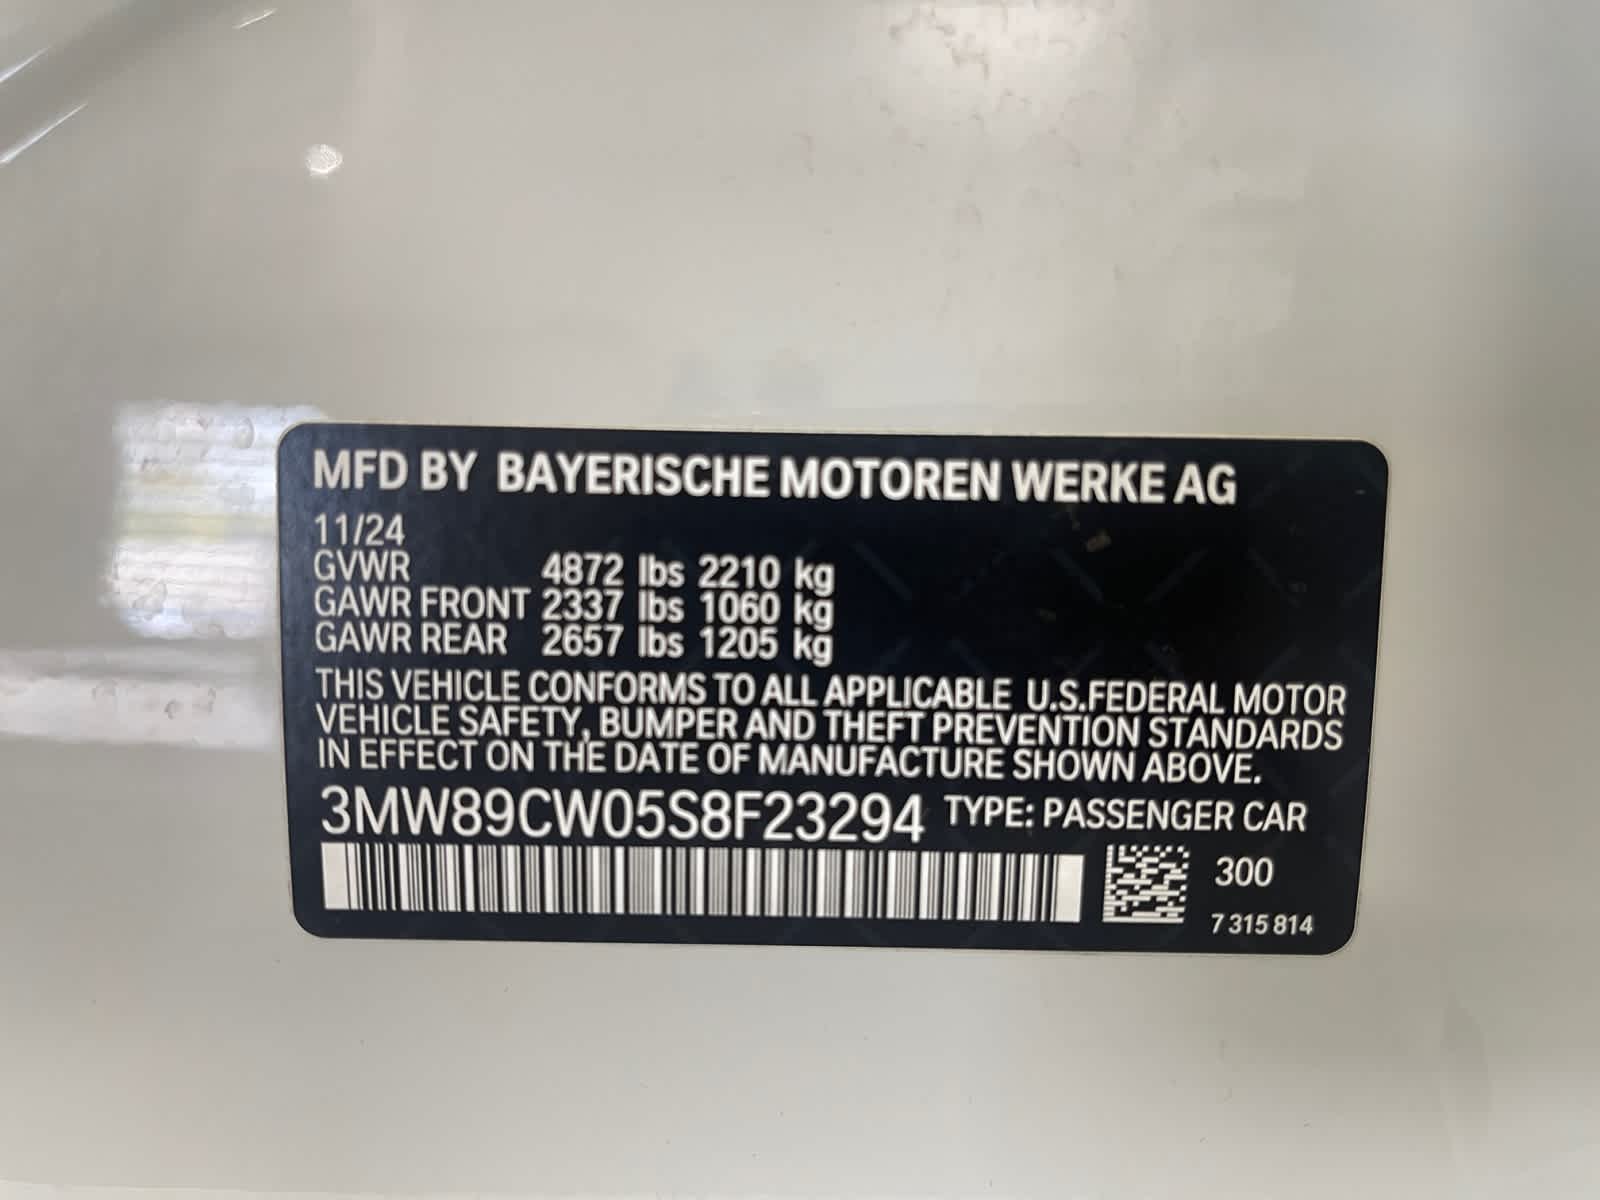 MFD BY BAYERISCHE MOTOREN WERKE AG
11/24
GVWR 4872 lbs 2210 kg
GAWR FRONT 2337 lbs 1060 kg
GAWR REAR 2657 lbs 1205 kg
THIS VEHICLE CONFORMS TO ALL APPLICABLE U.S.FEDERAL MOTOR
VEHICLE SAFETY, BUMPER AND THEFT PREVENTION STANDARDS
IN EFFECT ON THE DATE OF MANUFACTURE SHOWN ABOVE.
3MW89CW05S8F23294 TYPE: PASSENGER CAR
300
7 315 814